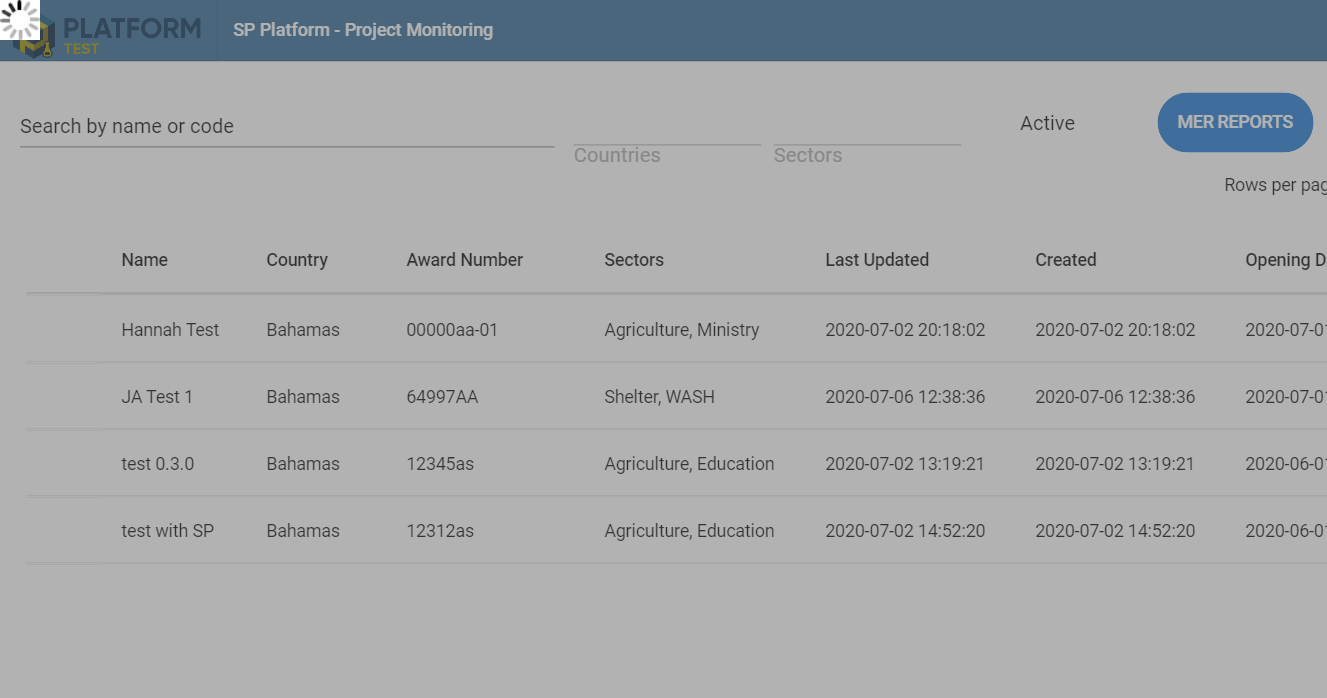 PLATFORM
TEST
SP Platform - Project Monitoring
Search by name or code
Countries
Sectors
Active
MER REPORTS
Rows per pag
Name Country Award Number Sectors Last Updated Created Opening D
Hannah Test Bahamas 00000aa-01 Agriculture, Ministry 2020-07-02 20:18:02 2020-07-02 20:18:02 2020-07-01
JA Test 1 Bahamas 64997AA Shelter, WASH 2020-07-06 12:38:36 2020-07-06 12:38:36 2020-07-01
test 0.3.0 Bahamas 12345as Agriculture, Education 2020-07-02 13:19:21 2020-07-02 13:19:21 2020-06-01
test with SP Bahamas 12312as Agriculture, Education 2020-07-02 14:52:20 2020-07-02 14:52:20 2020-06-01